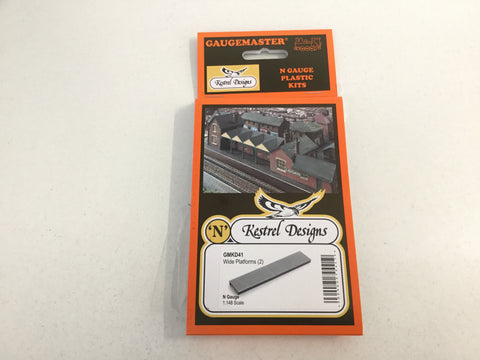 GAUGEMASTER®
Kestrel Designs
N GAUGE
PLASTIC
KITS
'N'
Kestrel Designs
GMKD41
Wide Platforms (2)
N Gauge
1:148 Scale